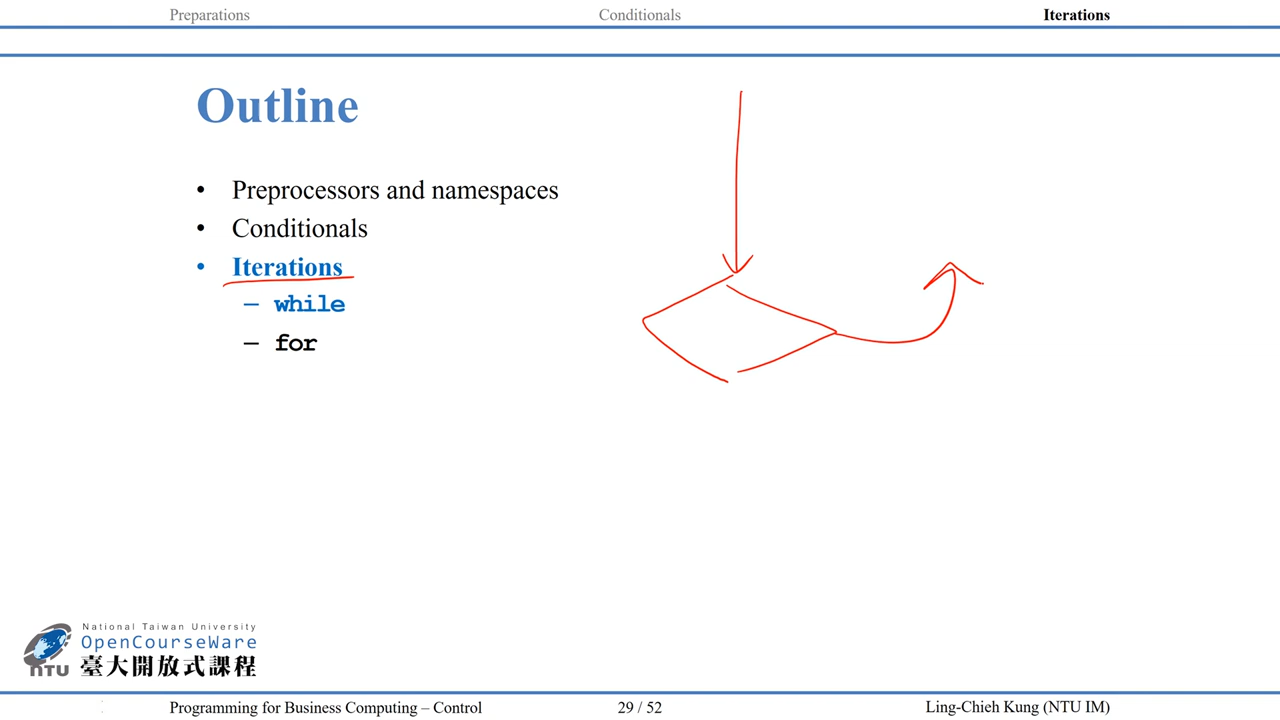 Preparations Conditionals Iterations
Outline
• Preprocessors and namespaces
• Conditionals
• Iterations
– while
– for
National Taiwan University
OpenCourseWare
NTU 臺大開放式課程
Programming for Business Computing – Control 29 / 52 Ling-Chieh Kung (NTU IM)